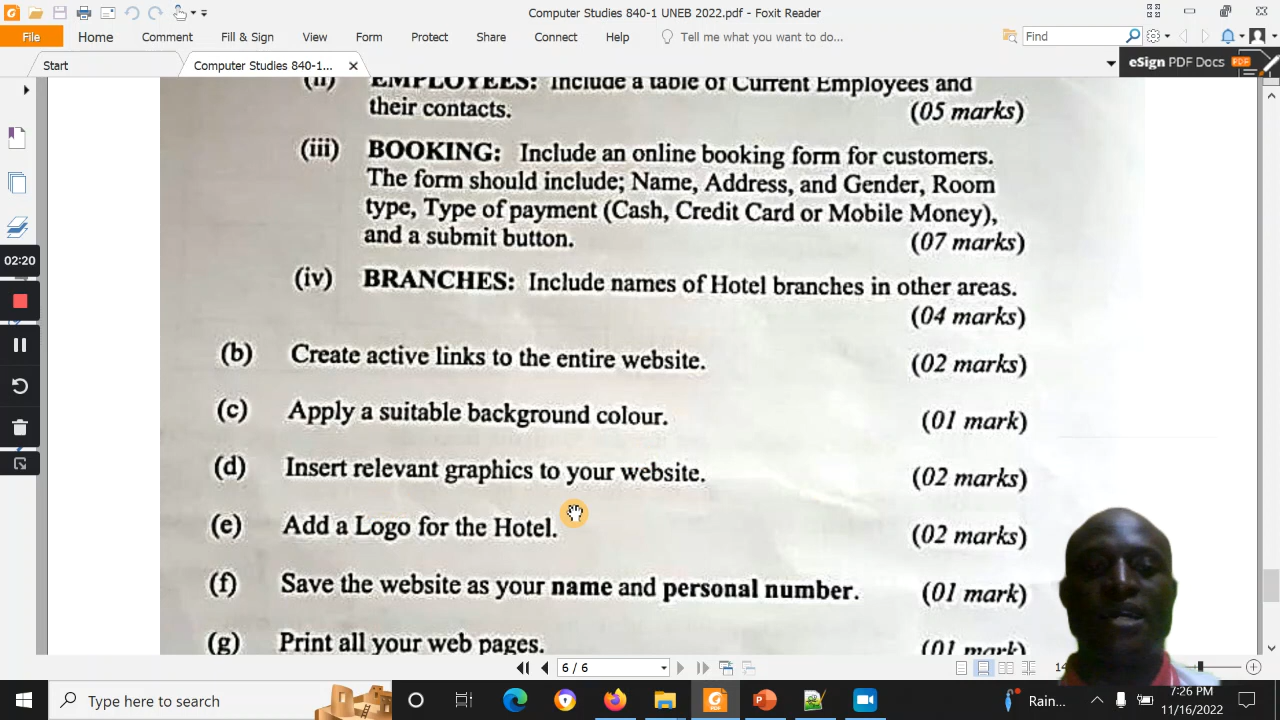 Computer Studies 840-1 UNEB 2022.pdf - Foxit Reader
File Home Comment Fill & Sign View Form Protect Share Connect Help Tell me what you want to do... Find
Start Computer Studies 840-1... eSign PDF Docs
(ii) EMPLOYEES: Include a table of Current Employees and
their contacts. (05 marks)
(iii) BOOKING: Include an online booking form for customers.
The form should include; Name, Address, and Gender, Room
type, Type of payment (Cash, Credit Card or Mobile Money),
and a submit button. (07 marks)
(iv) BRANCHES: Include names of Hotel branches in other areas.
(04 marks)
(b) Create active links to the entire website. (02 marks)
(c) Apply a suitable background colour. (01 mark)
(d) Insert relevant graphics to your website. (02 marks)
(e) Add a Logo for the Hotel. (02 marks)
(f) Save the website as your name and personal number. (01 mark)
(g) Print all your web pages. (01 mark)
02:20
6 / 6
Type here to search
Rain...
7:26 PM
11/16/2022